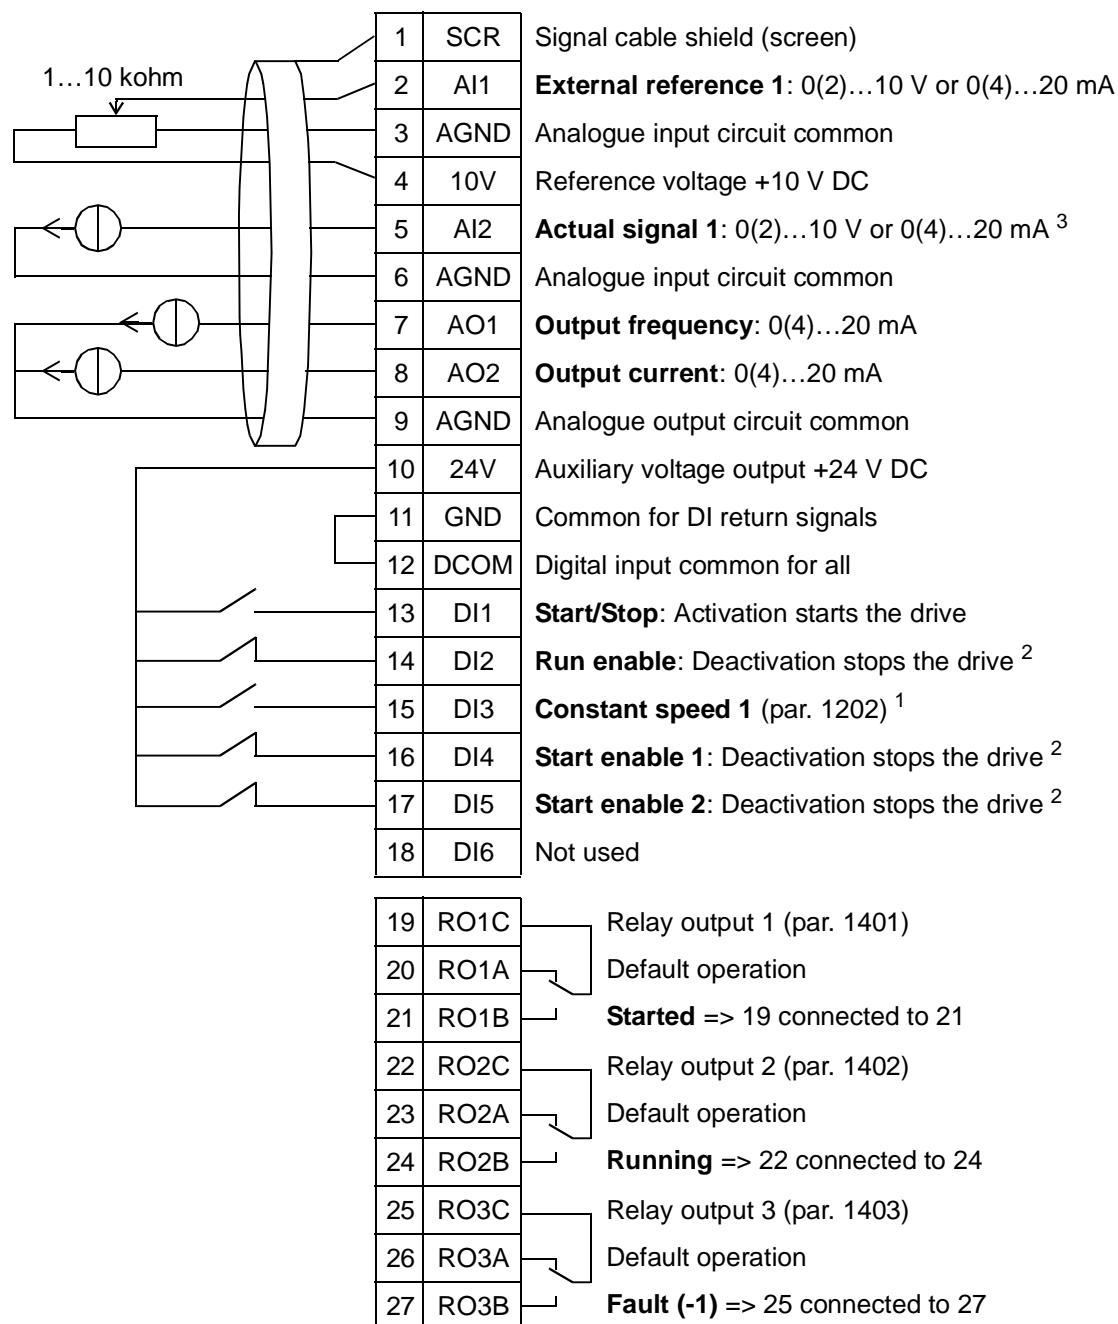 1 SCR Signal cable shield (screen)
1…10 kohm
2 AI1 External reference 1: 0(2)…10 V or 0(4)…20 mA
3 AGND Analogue input circuit common
4 10V Reference voltage +10 V DC
5 AI2 Actual signal 1: 0(2)…10 V or 0(4)…20 mA 3
6 AGND Analogue input circuit common
7 AO1 Output frequency: 0(4)…20 mA
8 AO2 Output current: 0(4)…20 mA
9 AGND Analogue output circuit common
10 24V Auxiliary voltage output +24 V DC
11 GND Common for DI return signals
12 DCOM Digital input common for all
13 DI1 Start/Stop: Activation starts the drive
14 DI2 Run enable: Deactivation stops the drive 2
15 DI3 Constant speed 1 (par. 1202) 1
16 DI4 Start enable 1: Deactivation stops the drive 2
17 DI5 Start enable 2: Deactivation stops the drive 2
18 DI6 Not used
19 RO1C Relay output 1 (par. 1401)
20 RO1A Default operation
21 RO1B Started => 19 connected to 21
22 RO2C Relay output 2 (par. 1402)
23 RO2A Default operation
24 RO2B Running => 22 connected to 24
25 RO3C Relay output 3 (par. 1403)
26 RO3A Default operation
27 RO3B Fault (-1) => 25 connected to 27